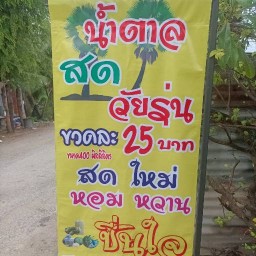 น้ำตาล
สด
วัยรุ่น
ขวดละ 25 บาท
สด ใหม่
หอม หวาน
ชื่นใจ